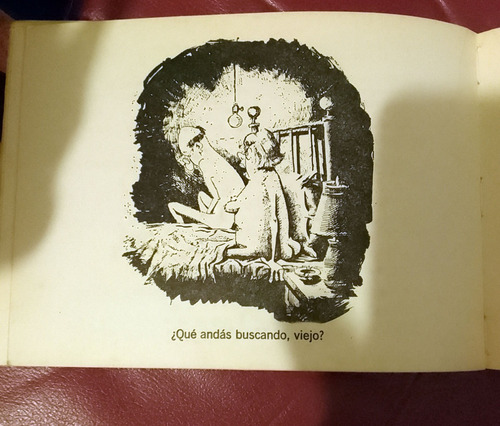 ¿Qué andás buscando, viejo?